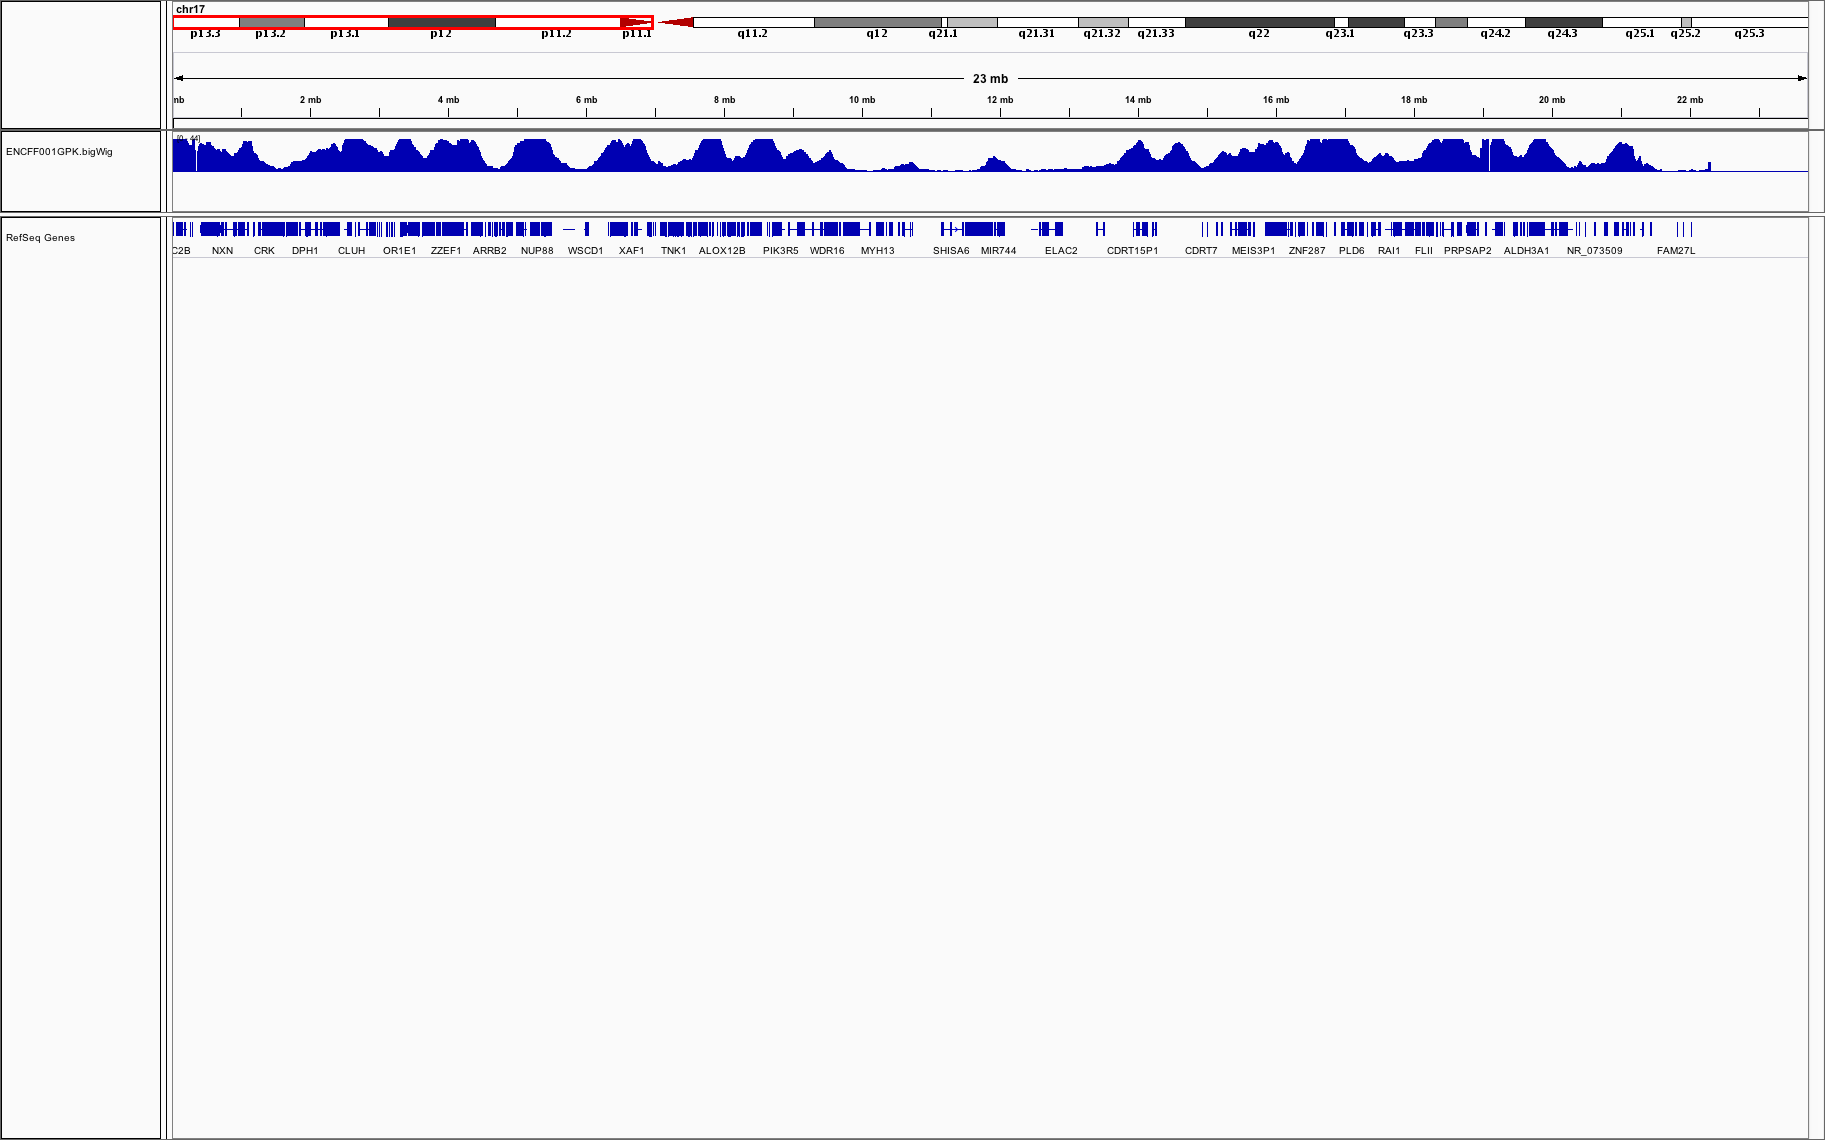 chr17
p13.3 p13.2 p13.1 p12 p11.2 p11.1 q11.2 q12 q21.1 q21.31 q21.32 q21.33 q22 q23.1 q23.3 q24.2 q24.3 q25.1 q25.2 q25.3
23 mb
mb 2 mb 4 mb 6 mb 8 mb 10 mb 12 mb 14 mb 16 mb 18 mb 20 mb 22 mb
[0 - 44]
ENCFF001GPK.bigWig
RefSeq Genes
C2B NXN CRK DPH1 CLUH OR1E1 ZZEF1 ARRB2 NUP88 WSCD1 XAF1 TNK1 ALOX12B PIK3R5 WDR16 MYH13 SHISA6 MIR744 ELAC2 CDRT15P1 CDRT7 MEIS3P1 ZNF287 PLD6 RAI1 FLII PRPSAP2 ALDH3A1 NR_073509 FAM27L